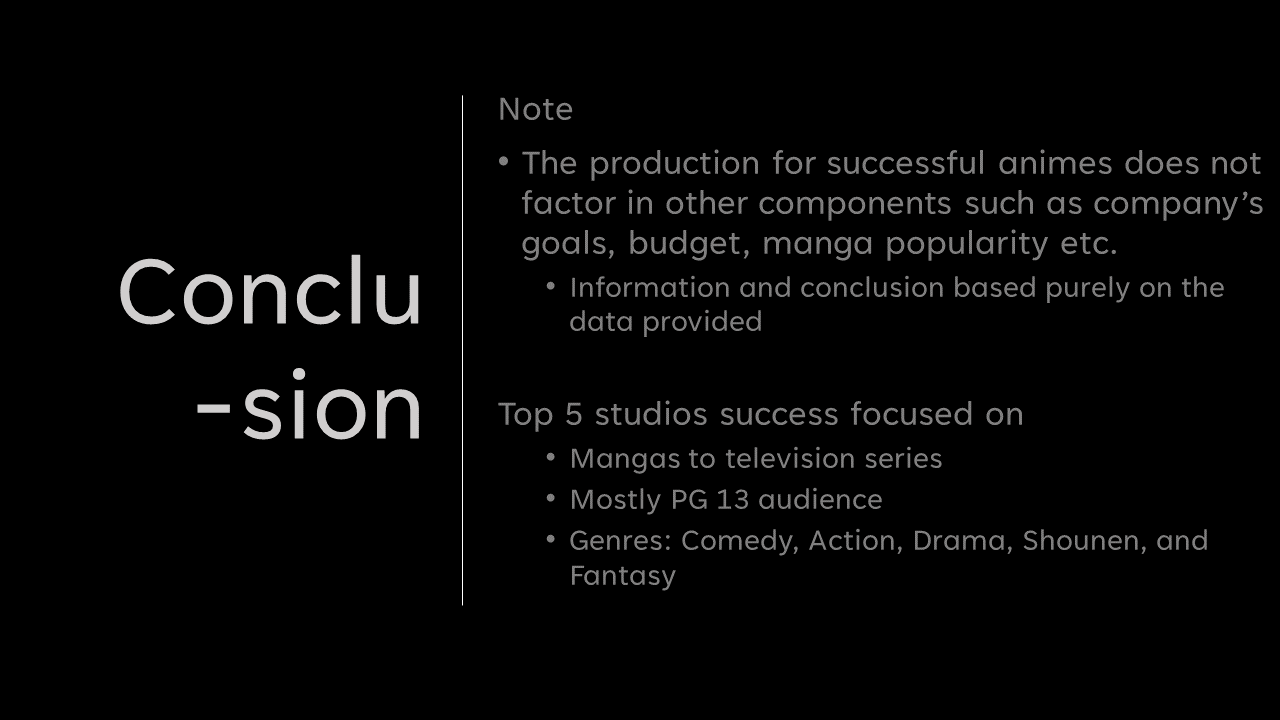 Conclu
-sion
Note
• The production for successful animes does not
factor in other components such as company’s
goals, budget, manga popularity etc.
• Information and conclusion based purely on the
data provided
Top 5 studios success focused on
• Mangas to television series
• Mostly PG 13 audience
• Genres: Comedy, Action, Drama, Shounen, and
Fantasy